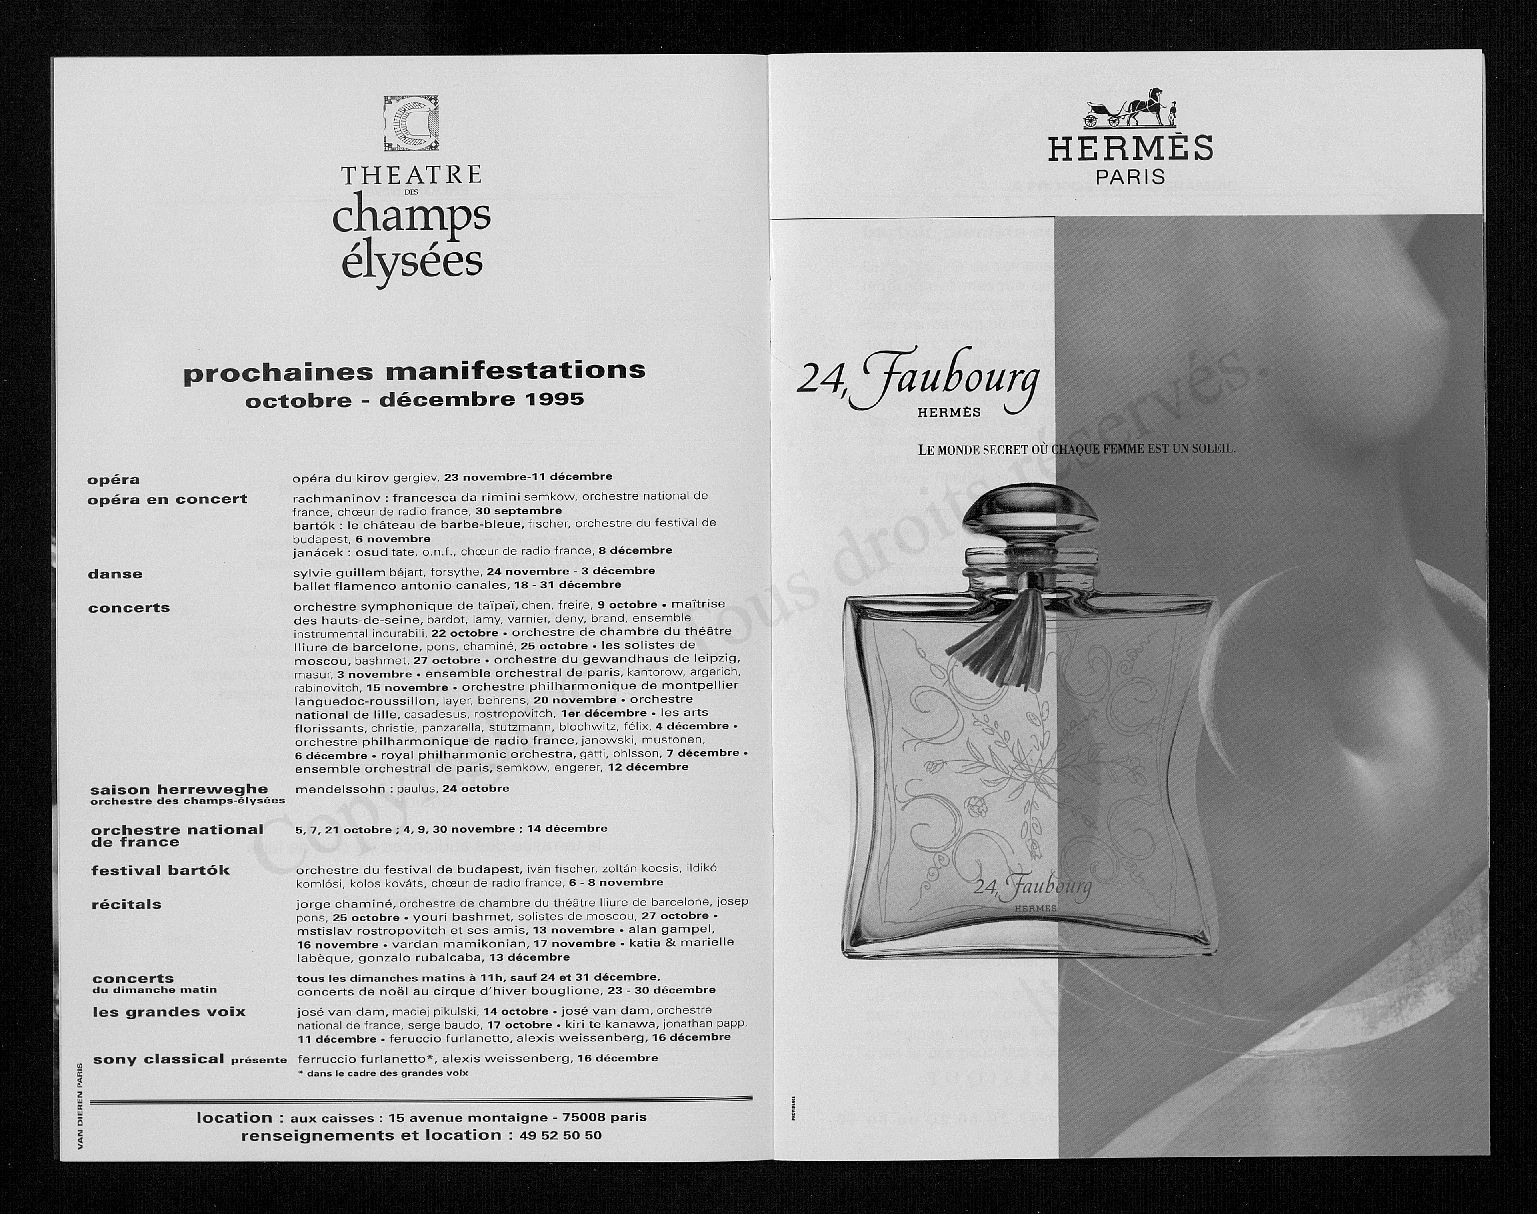 THEATRE
DES
champs
élysées
prochaines manifestations
octobre - décembre 1995
opéra
opéra du kirov gergiev, 23 novembre-11 décembre
opéra en concert
rachmaninov : francesca da rimini semkow, orchestre national de
france, chœur de radio france, 30 septembre
bartók : le château de barbe-bleue, fischer, orchestre du festival de
budapest, 6 novembre
janácek : osud tate, o.n.f., chœur de radio france, 8 décembre
danse
sylvie guillem béjart, forsythe, 24 novembre - 3 décembre
ballet flamenco antonio canales, 18 - 31 décembre
concerts
orchestre symphonique de taïpeï, chen, freire, 9 octobre • maîtrise
des hauts-de-seine, bardot, lamy, varnier, deny, brand, ensemble
instrumental incurabili, 22 octobre • orchestre de chambre du théâtre
lliure de barcelone, pons, chaminé, 25 octobre • les solistes de
moscou, bashmet, 27 octobre • orchestre du gewandhaus de leipzig,
masur, 3 novembre • ensemble orchestral de paris, kantorow, argerich,
rabinovitch, 15 novembre • orchestre philharmonique de montpellier
languedoc-roussillon, layer, behrens, 20 novembre • orchestre
national de lille, casadesus, rostropovitch, 1er décembre • les arts
florissants, christie, panzarella, stutzmann, blochwitz, félix, 4 décembre •
orchestre philharmonique de radio france, janowski, mustonen,
6 décembre • royal philharmonic orchestra, gatti, ohlsson, 7 décembre •
ensemble orchestral de paris, semkow, engerer, 12 décembre
saison herreweghe
orchestre des champs-élysées
mendelssohn : paulus, 24 octobre
orchestre national
de france
5, 7, 21 octobre ; 4, 9, 30 novembre ; 14 décembre
festival bartók
orchestre du festival de budapest, iván fischer, zoltán kocsis, ildikó
komlósi, kolos kováts, chœur de radio france, 6 - 8 novembre
récitals
jorge chaminé, orchestre de chambre du théâtre lliure de barcelone, josep
pons, 25 octobre • youri bashmet, solistes de moscou, 27 octobre •
mstislav rostropovitch et ses amis, 13 novembre • alan gampel,
16 novembre • vardan mamikonian, 17 novembre • katia & marielle
labèque, gonzalo rubalcaba, 13 décembre
concerts
du dimanche matin
tous les dimanches matins à 11h, sauf 24 et 31 décembre.
concerts de noël au cirque d'hiver bouglione, 23 - 30 décembre
les grandes voix
josé van dam, maciej pikulski, 14 octobre • josé van dam, orchestre
national de france, serge baudo, 17 octobre • kiri te kanawa, jonathan papp,
11 décembre • feruccio furlanetto, alexis weissenberg, 16 décembre
sony classical présente
ferruccio furlanetto*, alexis weissenberg, 16 décembre
* dans le cadre des grandes voix
location : aux caisses : 15 avenue montaigne - 75008 paris
renseignements et location : 49 52 50 50
VAN DIEREN PARIS
HERMÈS
PARIS
24, Faubourg
HERMÈS
LE MONDE SECRET OÙ CHAQUE FEMME EST UN SOLEIL.
24, Faubourg
HERMÈS
Tous droits réservés.